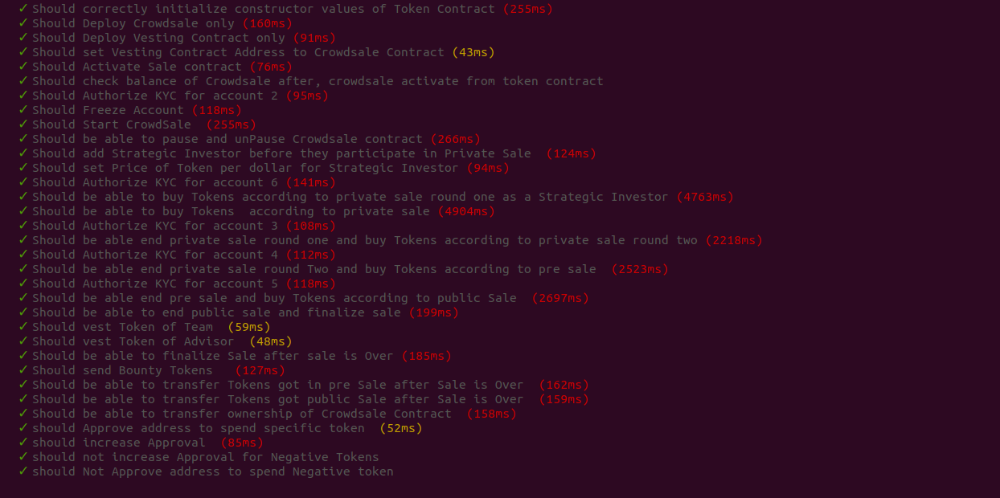 ✓ Should correctly initialize constructor values of Token Contract (255ms)
✓ Should Deploy Crowdsale only (160ms)
✓ Should Deploy Vesting Contract only (91ms)
✓ Should set Vesting Contract Address to Crowdsale Contract (43ms)
✓ Should Activate Sale contract (76ms)
✓ Should check balance of Crowdsale after, crowdsale activate from token contract
✓ Should Authorize KYC for account 2 (95ms)
✓ Should Freeze Account (118ms)
✓ Should Start CrowdSale  (255ms)
✓ Should be able to pause and unPause Crowdsale contract (266ms)
✓ Should add Strategic Investor before they participate in Private Sale  (124ms)
✓ Should set Price of Token per dollar for Strategic Investor (94ms)
✓ Should Authorize KYC for account 6 (141ms)
✓ Should be able to buy Tokens according to private sale round one as a Strategic Investor (4763ms)
✓ Should be able to buy Tokens  according to private sale (4904ms)
✓ Should Authorize KYC for account 3 (108ms)
✓ Should be able end private sale round one and buy Tokens according to private sale round two (2218ms)
✓ Should Authorize KYC for account 4 (112ms)
✓ Should be able end private sale round Two and buy Tokens according to pre sale  (2523ms)
✓ Should Authorize KYC for account 5 (118ms)
✓ Should be able end pre sale and buy Tokens according to public Sale  (2697ms)
✓ Should be able to end public sale and finalize sale (199ms)
✓ Should vest Token of Team  (59ms)
✓ Should vest Token of Advisor  (48ms)
✓ Should be able to finalize Sale after sale is Over (185ms)
✓ Should send Bounty Tokens   (127ms)
✓ Should be able to transfer Tokens got in pre Sale after Sale is Over  (162ms)
✓ Should be able to transfer Tokens got public Sale after Sale is Over  (159ms)
✓ Should be able to transfer ownership of Crowdsale Contract  (158ms)
✓ should Approve address to spend specific token  (52ms)
✓ should increase Approval  (85ms)
✓ should not increase Approval for Negative Tokens
✓ should Not Approve address to spend Negative token